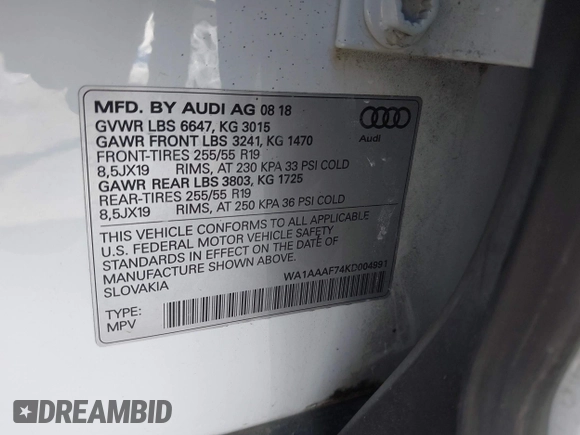 MFD. BY AUDI AG 08 18
GVWR LBS 6647, KG 3015
GAWR FRONT LBS 3241, KG 1470
FRONT-TIRES 255/55 R19
8,5JX19 RIMS, AT 230 KPA 33 PSI COLD
GAWR REAR LBS 3803, KG 1725
REAR-TIRES 255/55 R19
8,5JX19 RIMS, AT 250 KPA 36 PSI COLD
Audi
THIS VEHICLE CONFORMS TO ALL APPLICABLE
U.S. FEDERAL MOTOR VEHICLE SAFETY
STANDARDS IN EFFECT ON THE DATE OF
MANUFACTURE SHOWN ABOVE.
SLOVAKIA
WA1AAAF74KD004991
TYPE:
MPV
DREAMBID